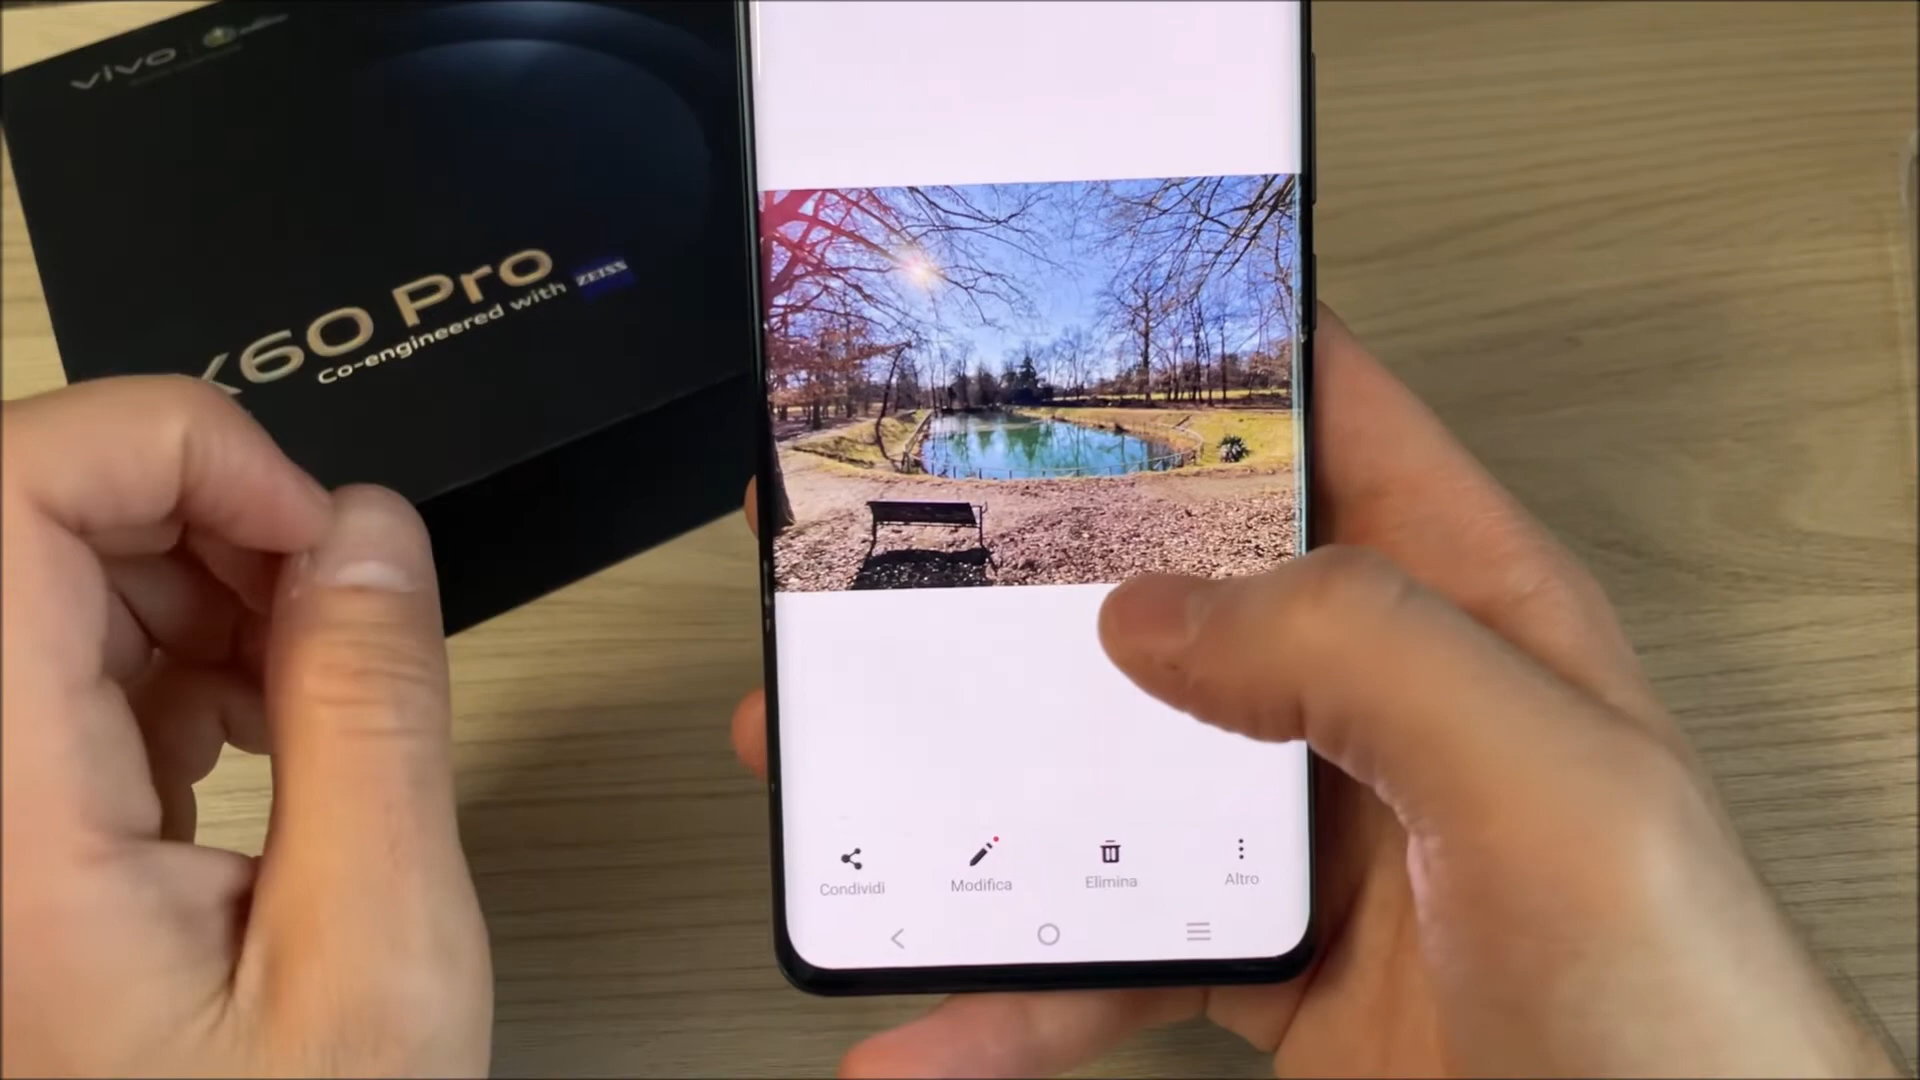 vivo
X60 Pro
Co-engineered with ZEISS
Condividi
Modifica
Elimina
Altro